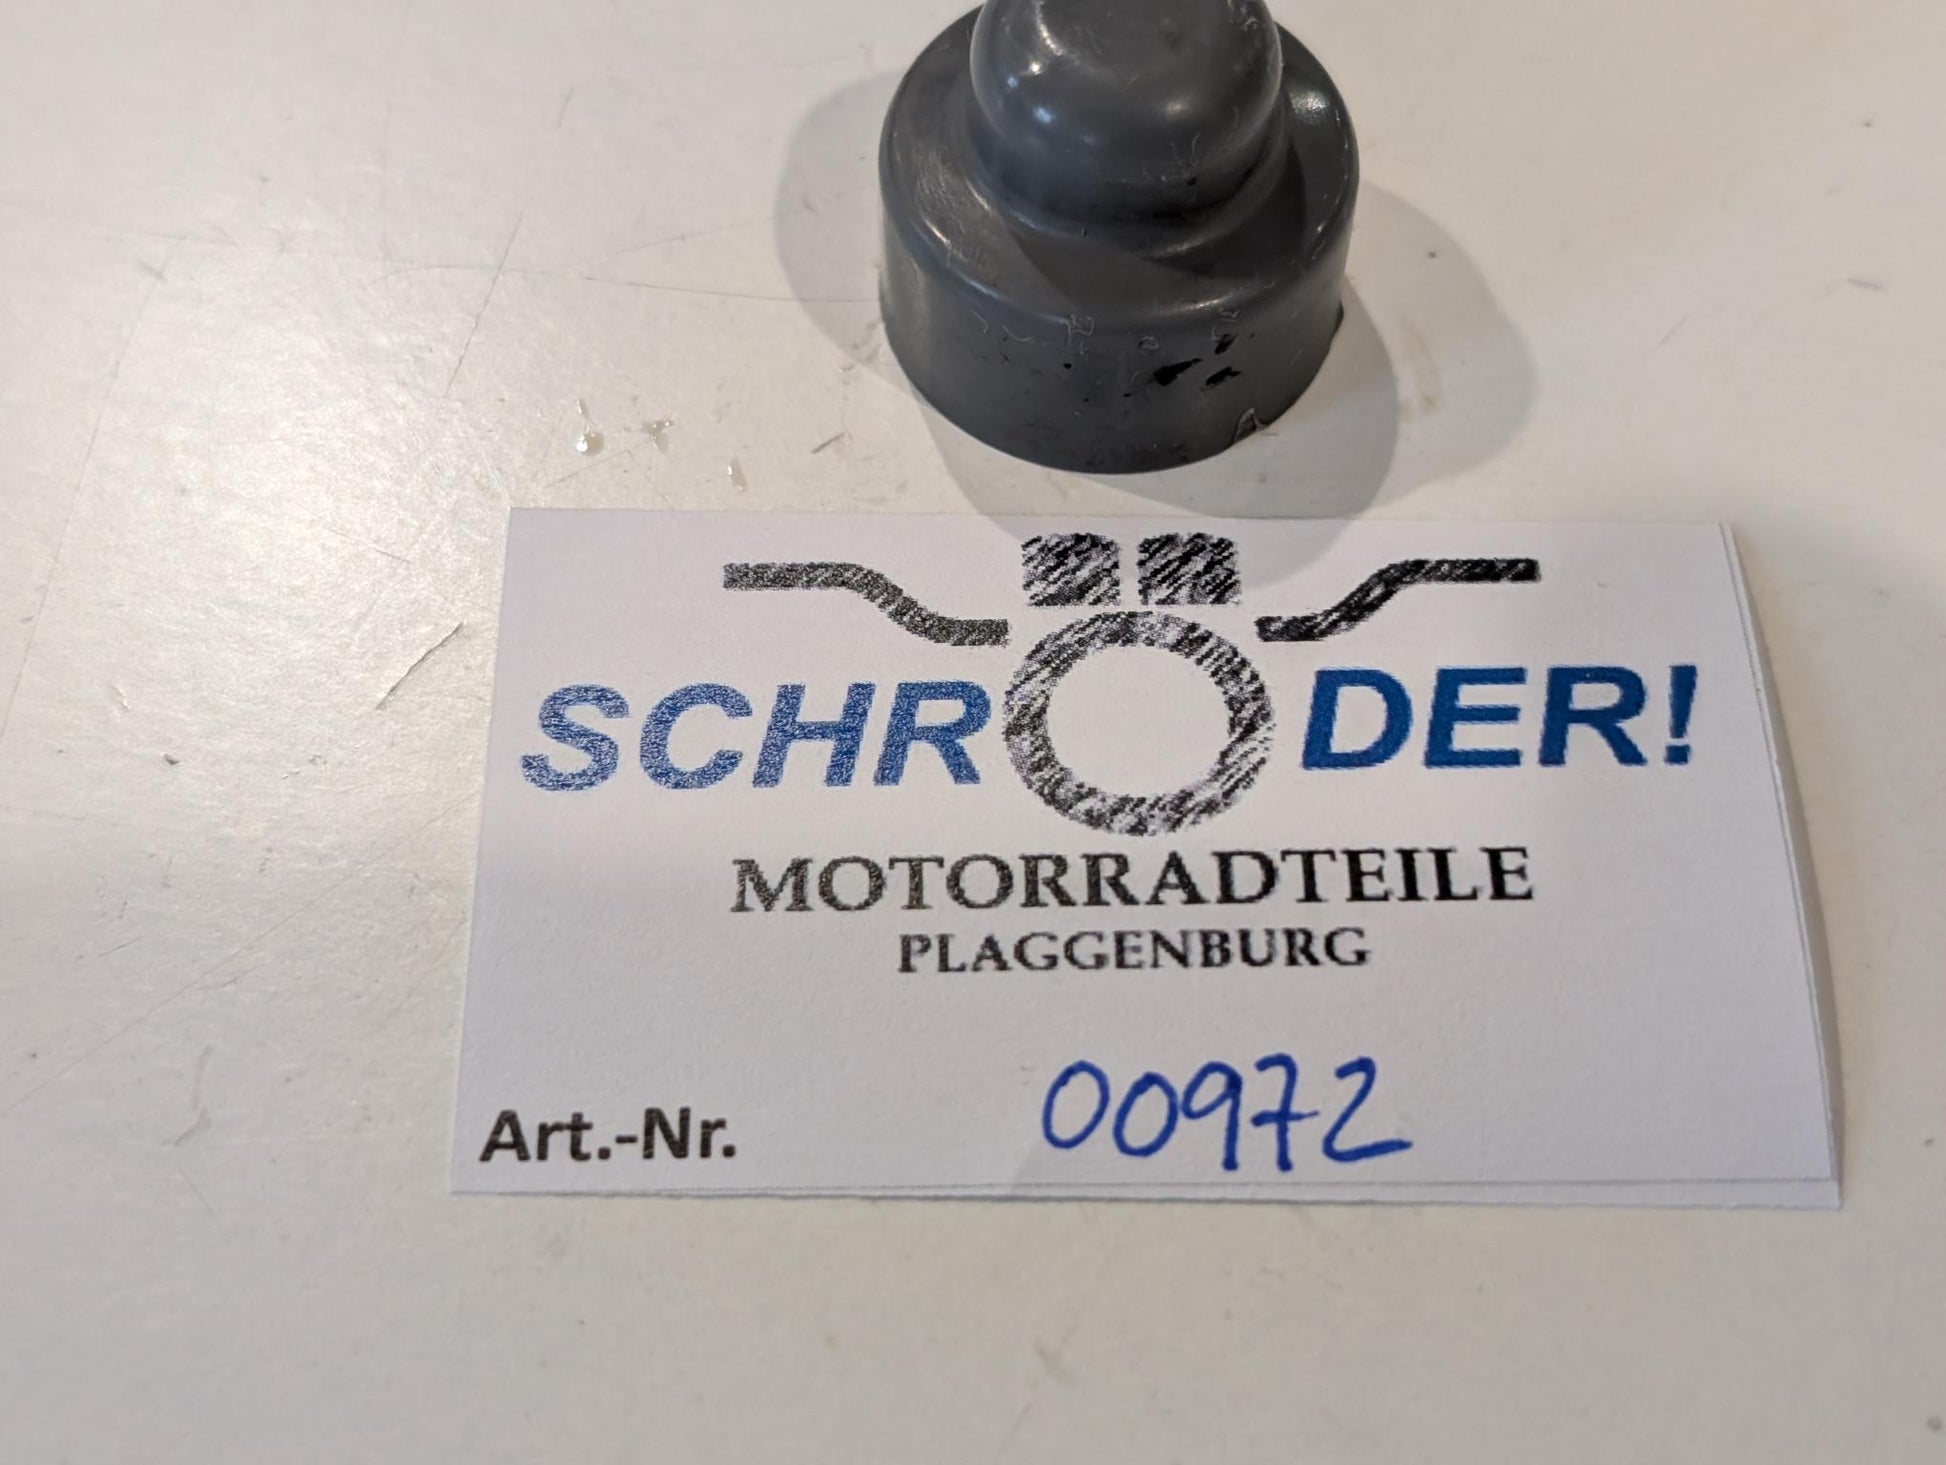 SCHRÖDER!
MOTORRADTEILE
PLAGGENBURG
Art.-Nr. 00972